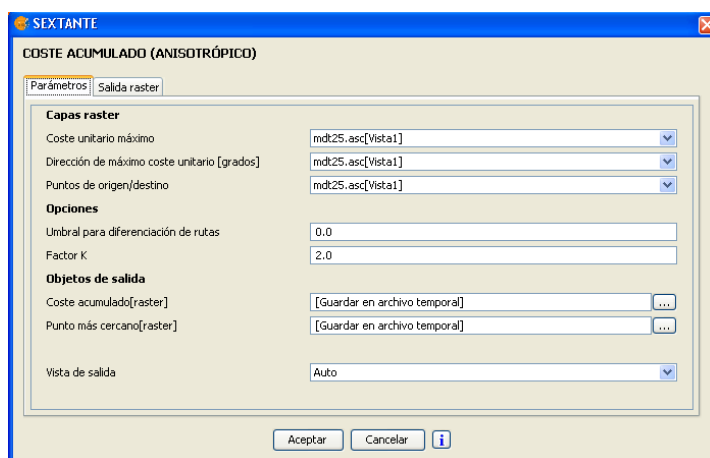 SEXTANTE
COSTE ACUMULADO (ANISOTRÓPICO)
Parámetros Salida raster
Capas raster
Coste unitario máximo mdt25.asc[Vista1]
Dirección de máximo coste unitario [grados] mdt25.asc[Vista1]
Puntos de origen/destino mdt25.asc[Vista1]
Opciones
Umbral para diferenciación de rutas 0.0
Factor K 2.0
Objetos de salida
Coste acumulado[raster] [Guardar en archivo temporal] ...
Punto más cercano[raster] [Guardar en archivo temporal] ...
Vista de salida Auto
Aceptar Cancelar i